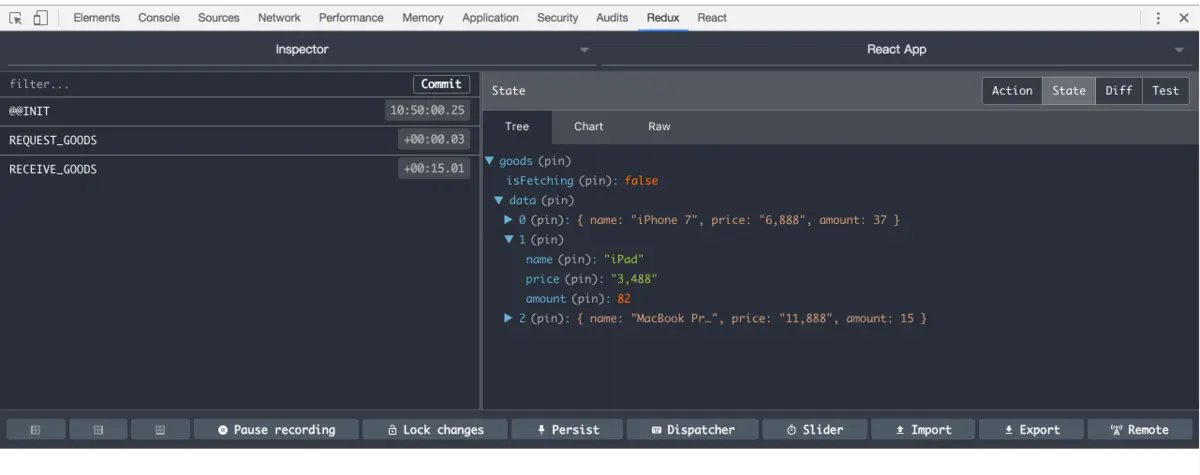 Elements Console Sources Network Performance Memory Application Security Audits Redux React
Inspector React App
filter... Commit
@@INIT 10:50:00.25
REQUEST_GOODS +00:00.03
RECEIVE_GOODS +00:15.01
State Action State Diff Test
Tree Chart Raw
goods (pin)
isFetching (pin): false
data (pin)
0 (pin): { name: "iPhone 7", price: "6,888", amount: 37 }
1 (pin)
name (pin): "iPad"
price (pin): "3,488"
amount (pin): 82
2 (pin): { name: "MacBook Pr…", price: "11,888", amount: 15 }
Pause recording Lock changes Persist Dispatcher Slider Import Export Remote